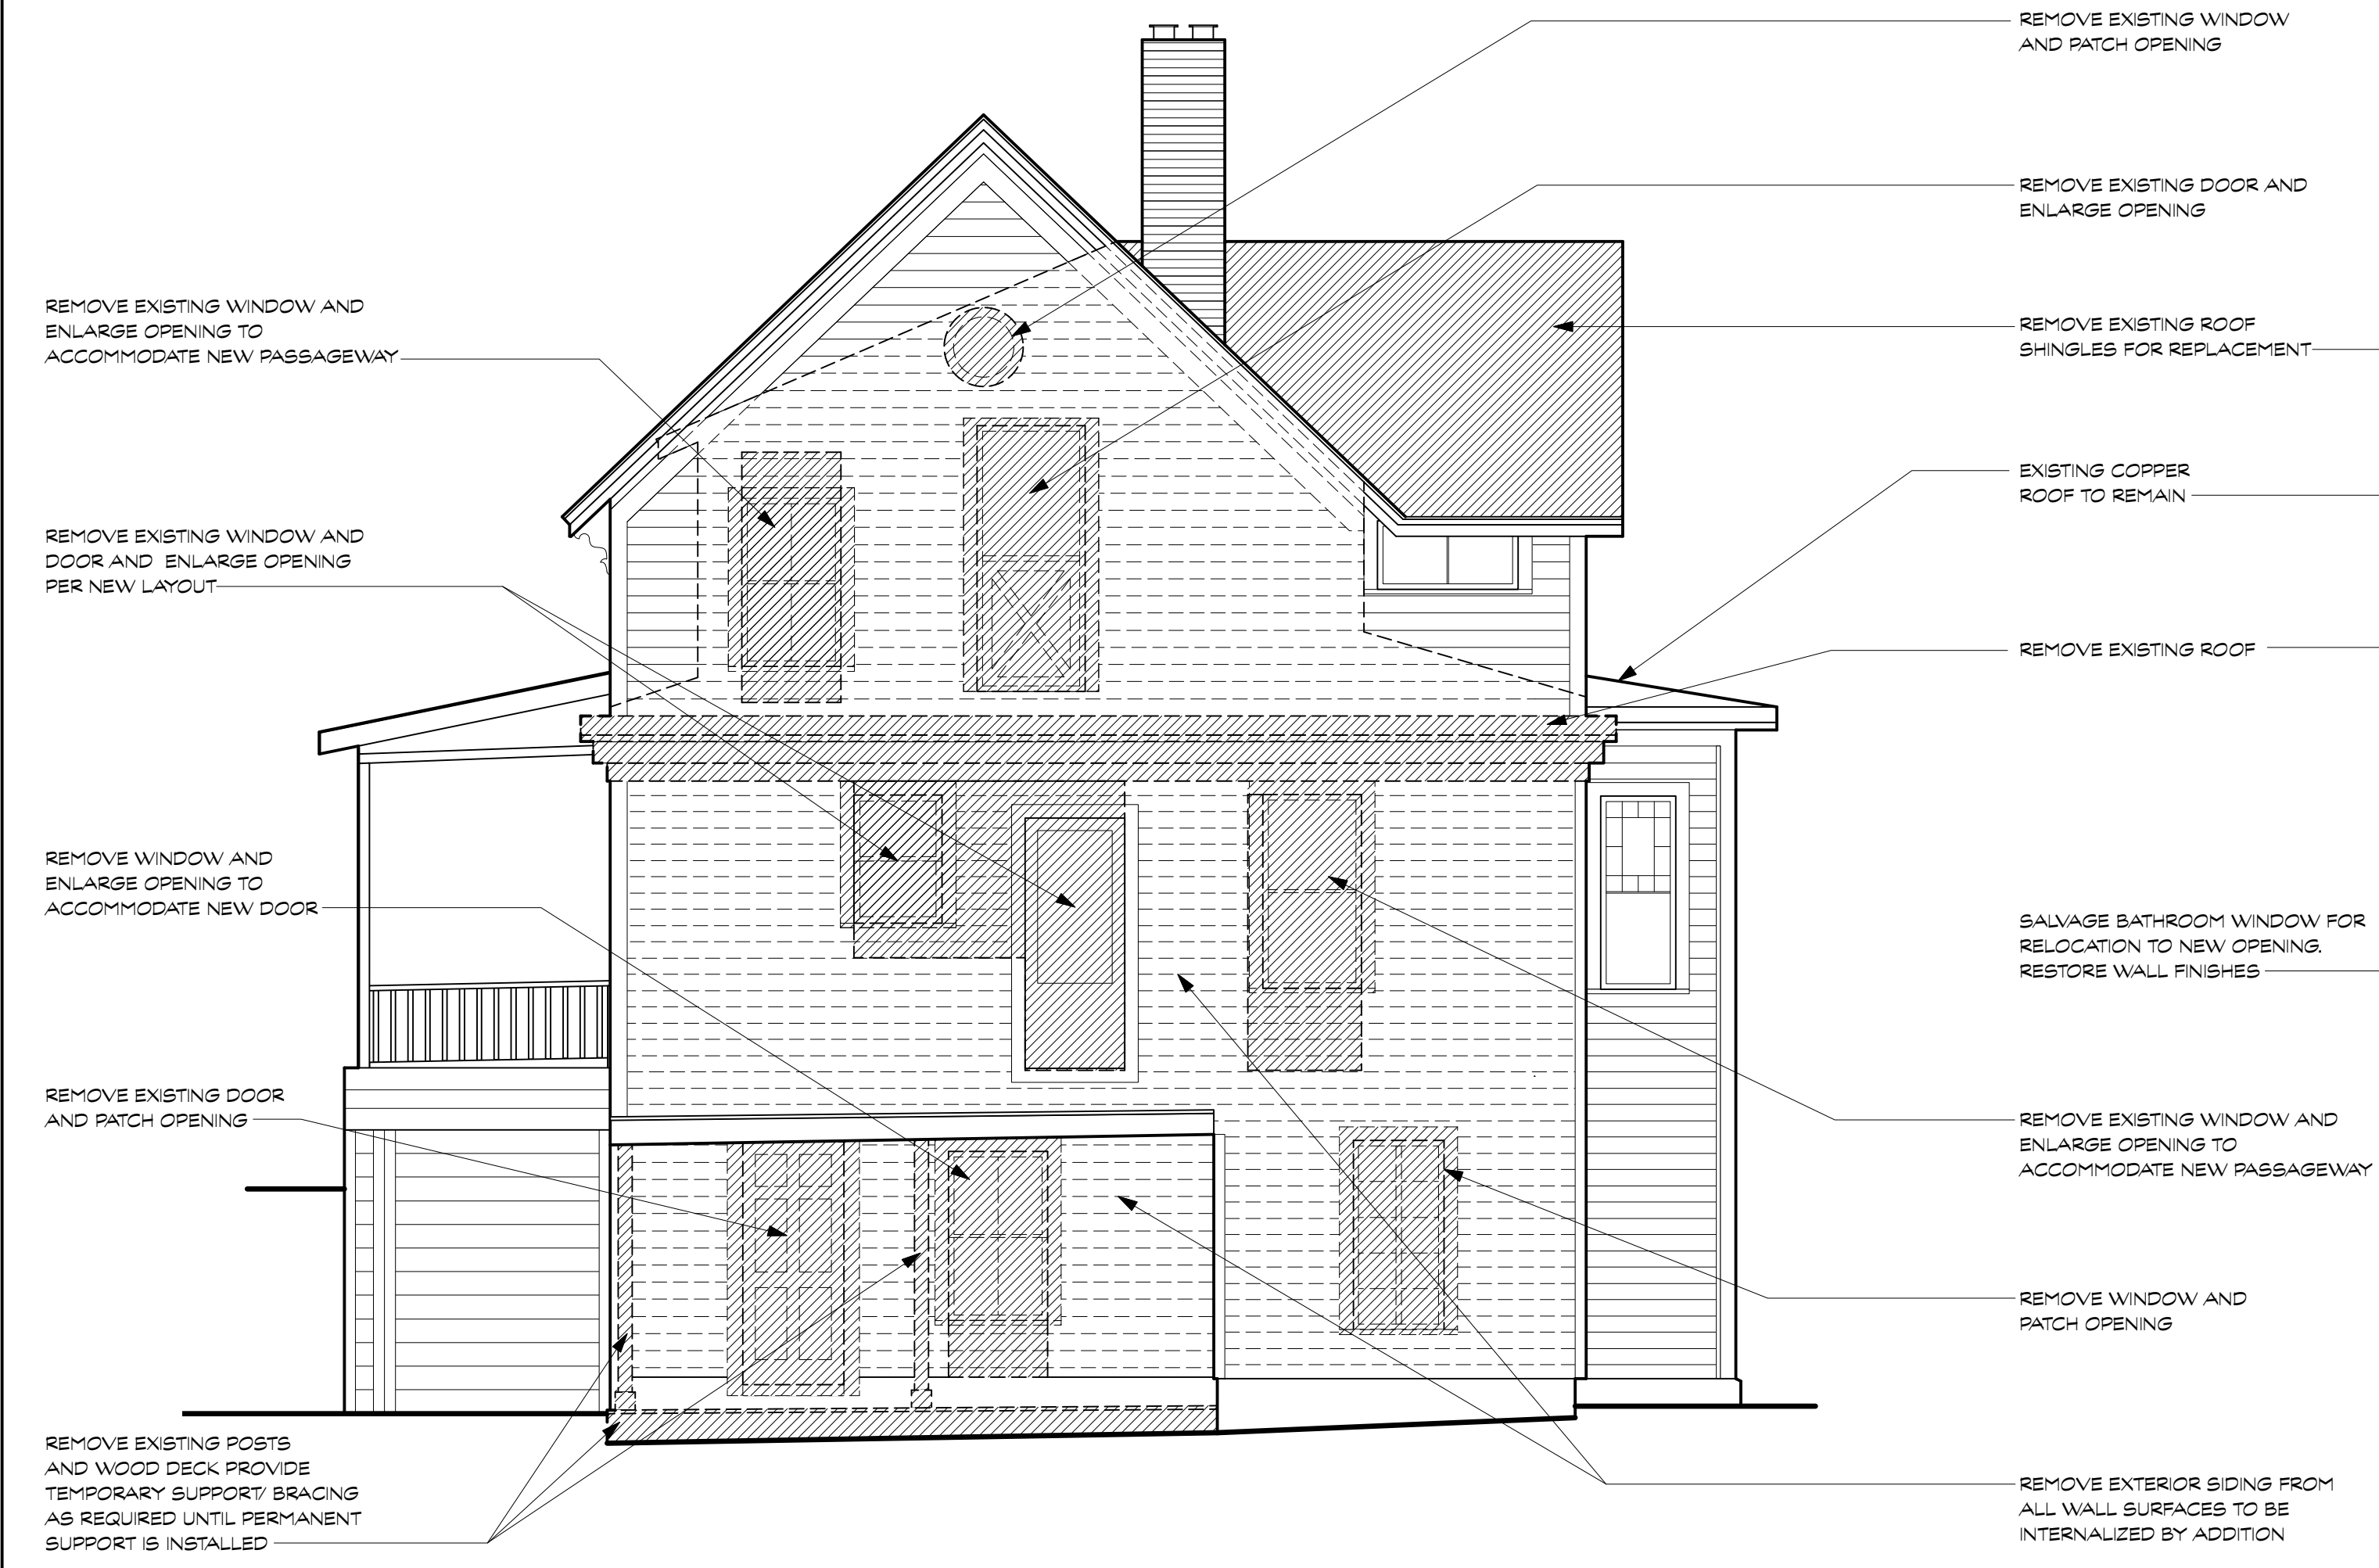 REMOVE EXISTING WINDOW AND
ENLARGE OPENING TO
ACCOMMODATE NEW PASSAGEWAY
REMOVE EXISTING WINDOW AND
DOOR AND ENLARGE OPENING
PER NEW LAYOUT
REMOVE WINDOW AND
ENLARGE OPENING TO
ACCOMMODATE NEW DOOR
REMOVE EXISTING DOOR
AND PATCH OPENING
REMOVE EXISTING POSTS
AND WOOD DECK PROVIDE
TEMPORARY SUPPORT/ BRACING
AS REQUIRED UNTIL PERMANENT
SUPPORT IS INSTALLED
REMOVE EXISTING WINDOW
AND PATCH OPENING
REMOVE EXISTING DOOR AND
ENLARGE OPENING
REMOVE EXISTING ROOF
SHINGLES FOR REPLACEMENT
EXISTING COPPER
ROOF TO REMAIN
REMOVE EXISTING ROOF
SALVAGE BATHROOM WINDOW FOR
RELOCATION TO NEW OPENING.
RESTORE WALL FINISHES
REMOVE EXISTING WINDOW AND
ENLARGE OPENING TO
ACCOMMODATE NEW PASSAGEWAY
REMOVE WINDOW AND
PATCH OPENING
REMOVE EXTERIOR SIDING FROM
ALL WALL SURFACES TO BE
INTERNALIZED BY ADDITION